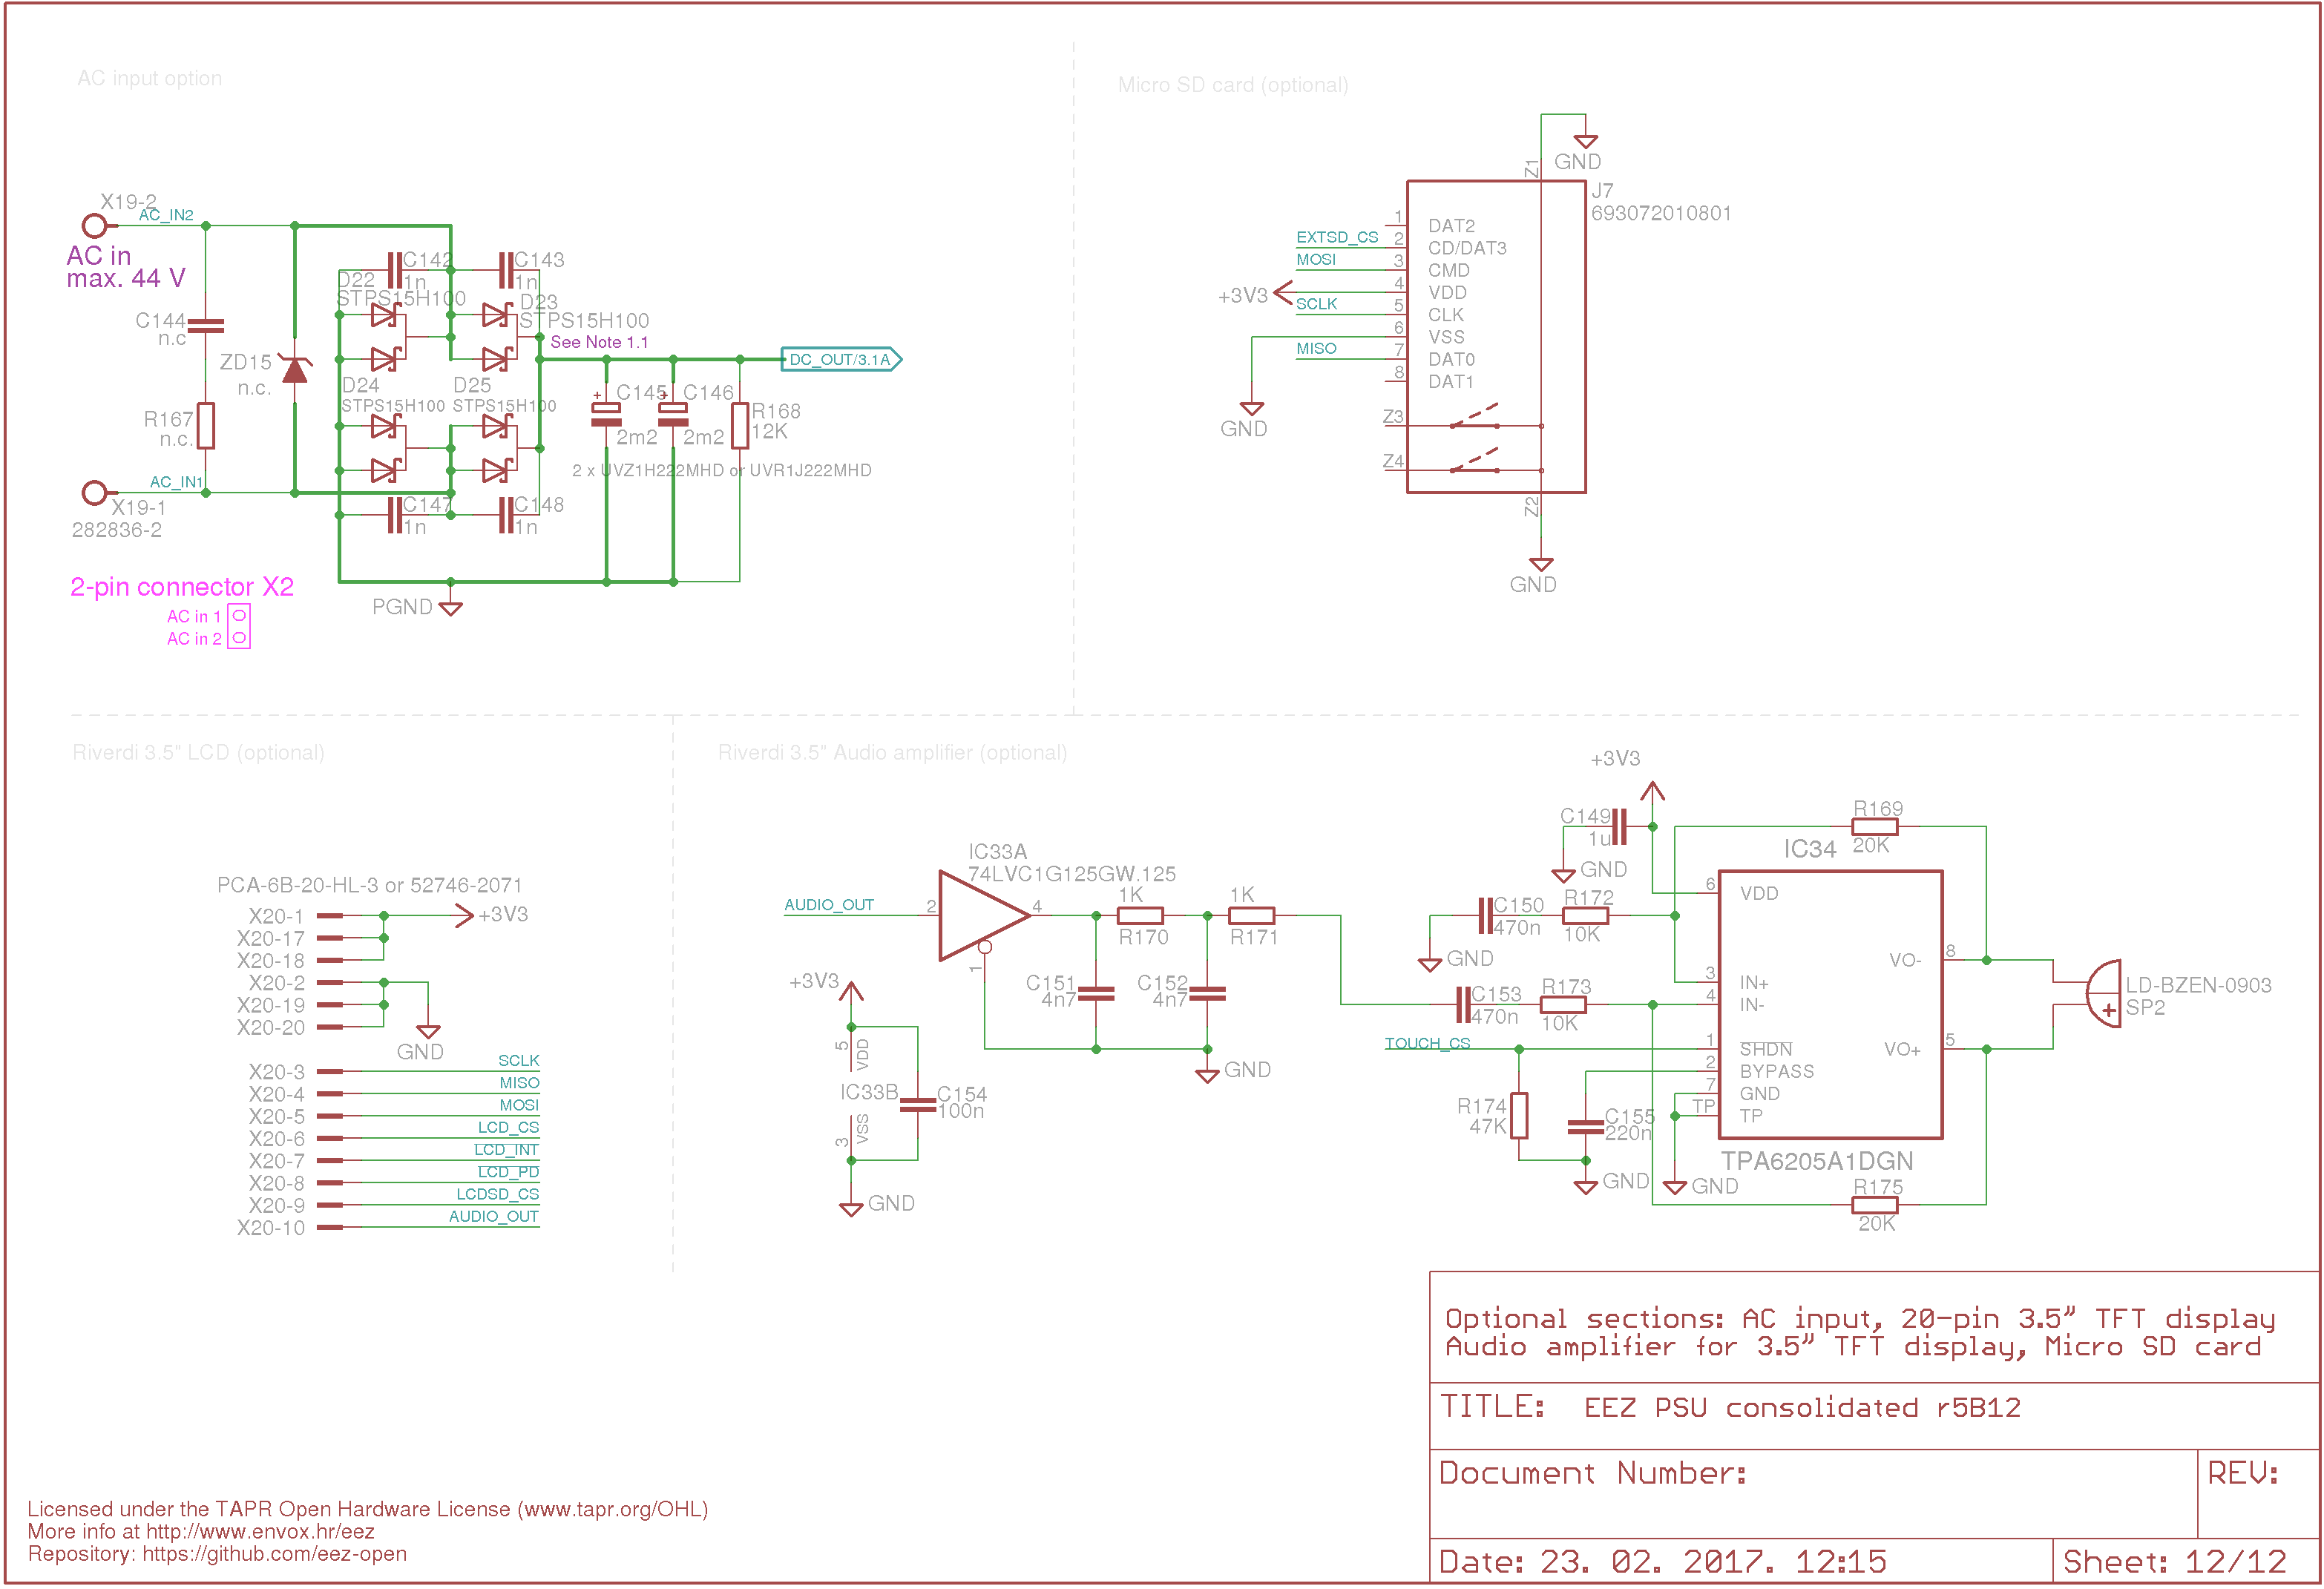 AC input option
Micro SD card (optional)
X19-2
AC_IN2
AC in
max. 44 V
C144
n.c
ZD15
n.c.
R167
n.c.
AC_IN1
X19-1
282836-2
C142
1n
C143
1n
D22
STPS15H100
D23
STPS15H100
See Note 1.1
D24
STPS15H100
D25
STPS15H100
DC_OUT/3.1A
C145
2m2
C146
2m2
R168
12K
2 x UVZ1H222MHD or UVR1J222MHD
C147
1n
C148
1n
PGND
2-pin connector X2
AC in 1
AC in 2
GND
Z1
J7
693072010801
EXTSD_CS
MOSI
+3V3
SCLK
MISO
GND
1
2
3
4
5
6
7
8
DAT2
CD/DAT3
CMD
VDD
CLK
VSS
DAT0
DAT1
Z3
Z4
Z2
GND
Riverdi 3.5" LCD (optional)
PCA-6B-20-HL-3 or 52746-2071
X20-1
+3V3
X20-17
X20-18
X20-2
X20-19
X20-20
GND
X20-3
SCLK
X20-4
MISO
X20-5
MOSI
X20-6
LCD_CS
X20-7
LCD_INT
X20-8
LCD_PD
X20-9
LCDSD_CS
X20-10
AUDIO_OUT
Riverdi 3.5" Audio amplifier (optional)
IC33A
74LVC1G125GW.125
AUDIO_OUT
2
4
1
1K
R170
1K
R171
C151
4n7
C152
4n7
GND
+3V3
5
VDD
IC33B
C154
100n
3
VSS
GND
+3V3
C149
1u
GND
C150
470n
R172
10K
GND
C153
470n
R173
10K
TOUCH_CS
R174
47K
C155
220n
GND
GND
R169
20K
IC34
6
3
4
1
2
7
TP
VDD
IN+
IN-
SHDN
BYPASS
GND
TP
VO-
8
VO+
5
TPA6205A1DGN
R175
20K
LD-BZEN-0903
SP2
Optional sections: AC input, 20-pin 3.5" TFT display
Audio amplifier for 3.5" TFT display, Micro SD card
TITLE: EEZ PSU consolidated r5B12
Document Number:
REV:
Date: 23. 02. 2017. 12:15
Sheet: 12/12
Licensed under the TAPR Open Hardware License (www.tapr.org/OHL)
More info at http://www.envox.hr/eez
Repository: https://github.com/eez-open